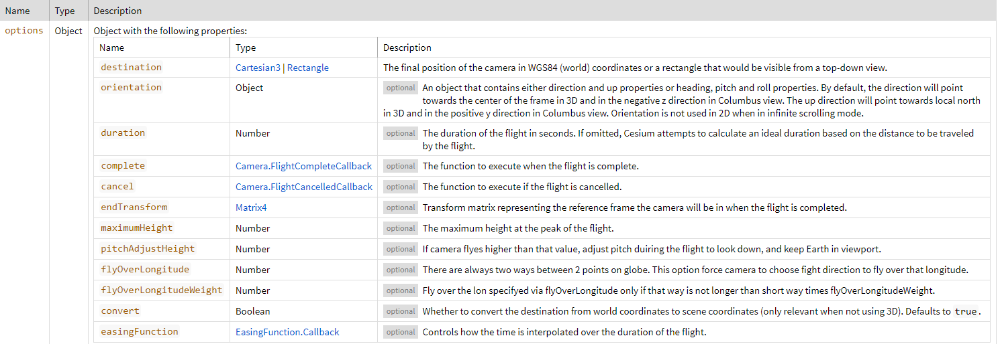 Name Type Description
options Object Object with the following properties:
Name Type Description
destination Cartesian3 | Rectangle The final position of the camera in WGS84 (world) coordinates or a rectangle that would be visible from a top-down view.
orientation Object optional An object that contains either direction and up properties or heading, pitch and roll properties. By default, the direction will point
towards the center of the frame in 3D and in the negative z direction in Columbus view. The up direction will point towards local north
in 3D and in the positive y direction in Columbus view. Orientation is not used in 2D when in infinite scrolling mode.
duration Number optional The duration of the flight in seconds. If omitted, Cesium attempts to calculate an ideal duration based on the distance to be traveled
by the flight.
complete Camera.FlightCompleteCallback optional The function to execute when the flight is complete.
cancel Camera.FlightCancelledCallback optional The function to execute if the flight is cancelled.
endTransform Matrix4 optional Transform matrix representing the reference frame the camera will be in when the flight is completed.
maximumHeight Number optional The maximum height at the peak of the flight.
pitchAdjustHeight Number optional If camera flyes higher than that value, adjust pitch duiring the flight to look down, and keep Earth in viewport.
flyOverLongitude Number optional There are always two ways between 2 points on globe. This option force camera to choose fight direction to fly over that longitude.
flyOverLongitudeWeight Number optional Fly over the lon specifyed via flyOverLongitude only if that way is not longer than short way times flyOverLongitudeWeight.
convert Boolean optional Whether to convert the destination from world coordinates to scene coordinates (only relevant when not using 3D). Defaults to true.
easingFunction EasingFunction.Callback optional Controls how the time is interpolated over the duration of the flight.